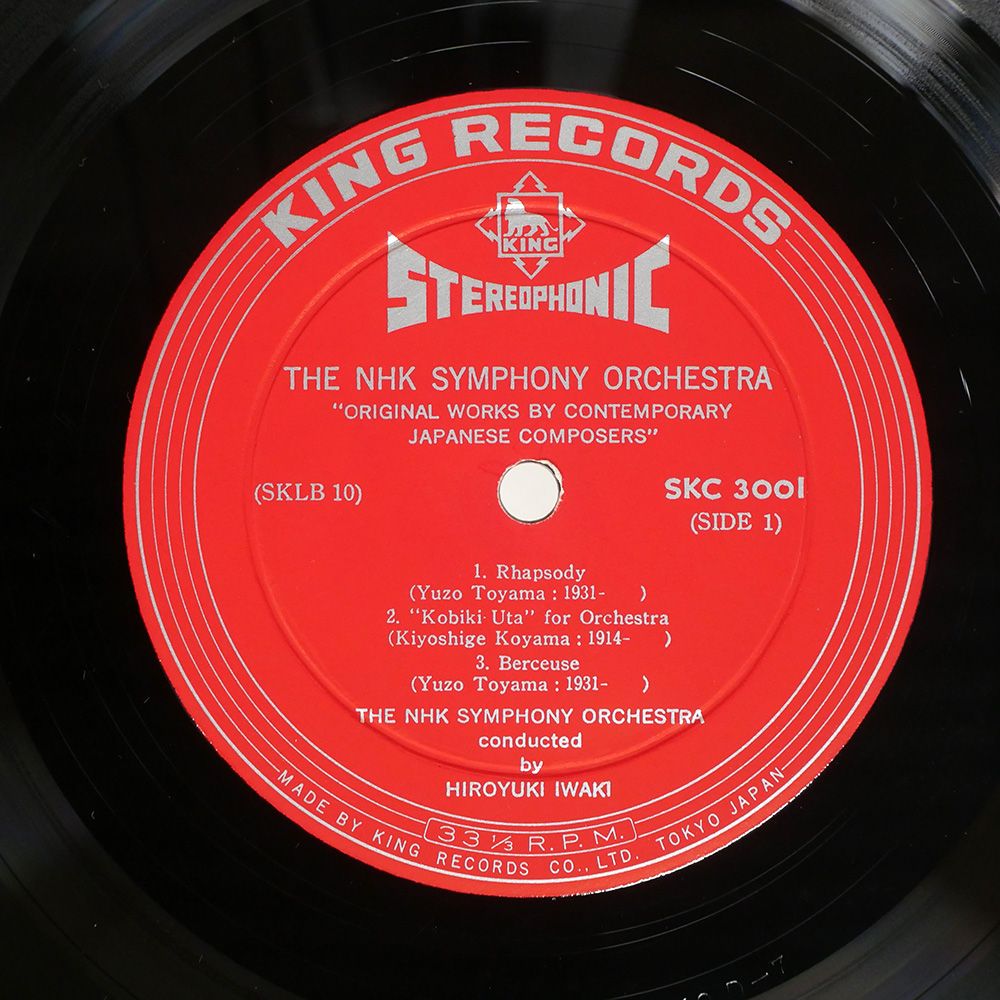 KING RECORDS
KING
STEREOPHONIC
THE NHK SYMPHONY ORCHESTRA
"ORIGINAL WORKS BY CONTEMPORARY
JAPANESE COMPOSERS"
(SKLB 10)
SKC 3001
(SIDE 1)
1. Rhapsody
(Yuzo Toyama : 1931-     )
2. "Kobiki Uta" for Orchestra
(Kiyoshige Koyama : 1914-     )
3. Berceuse
(Yuzo Toyama : 1931-     )
THE NHK SYMPHONY ORCHESTRA
conducted
by
HIROYUKI IWAKI
33 1/3 R.P.M.
MADE BY KING RECORDS CO., LTD. TOKYO JAPAN